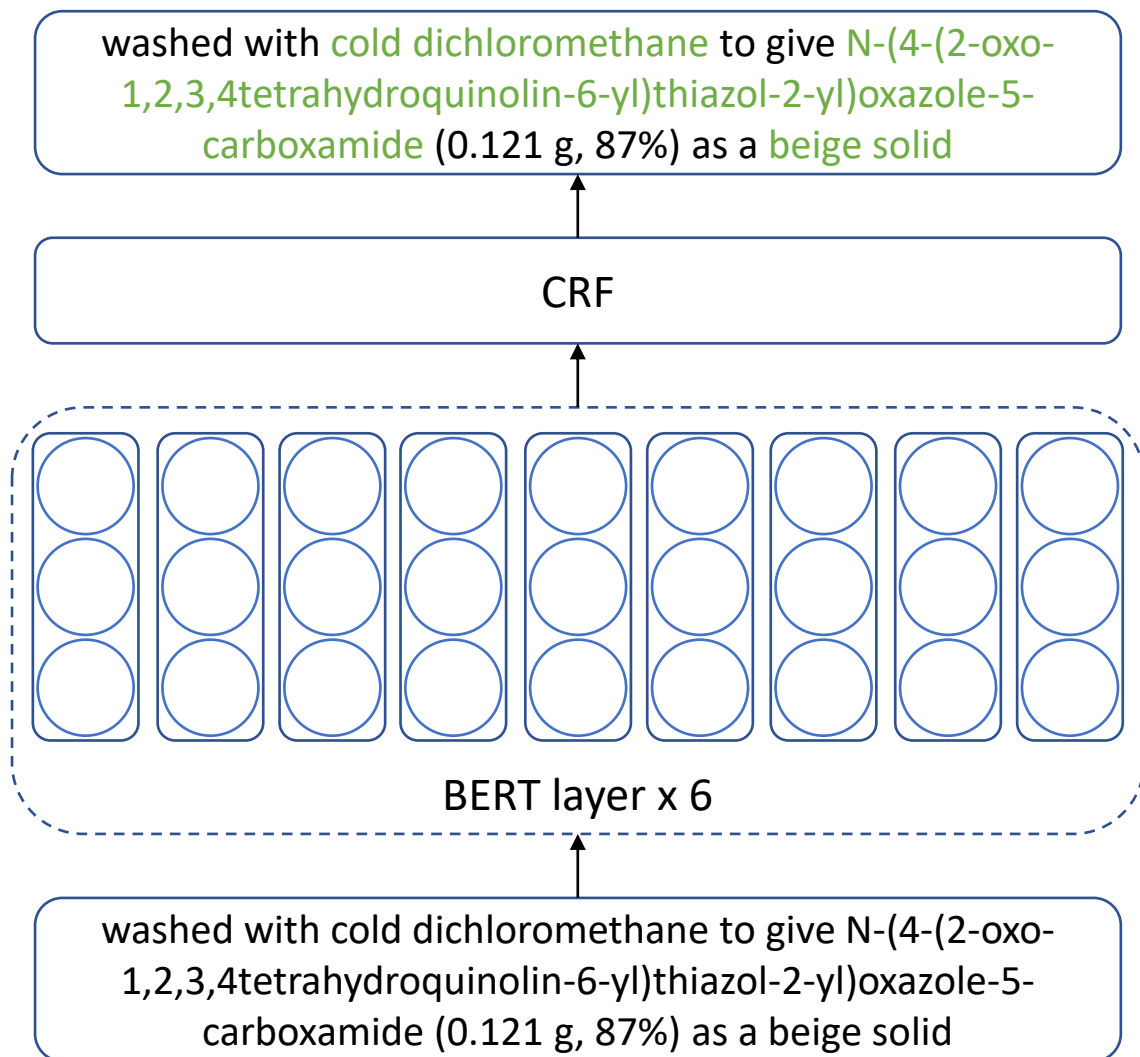 washed with cold dichloromethane to give N-(4-(2-oxo-
1,2,3,4tetrahydroquinolin-6-yl)thiazol-2-yl)oxazole-5-
carboxamide (0.121 g, 87%) as a beige solid
CRF
BERT layer x 6
washed with cold dichloromethane to give N-(4-(2-oxo-
1,2,3,4tetrahydroquinolin-6-yl)thiazol-2-yl)oxazole-5-
carboxamide (0.121 g, 87%) as a beige solid